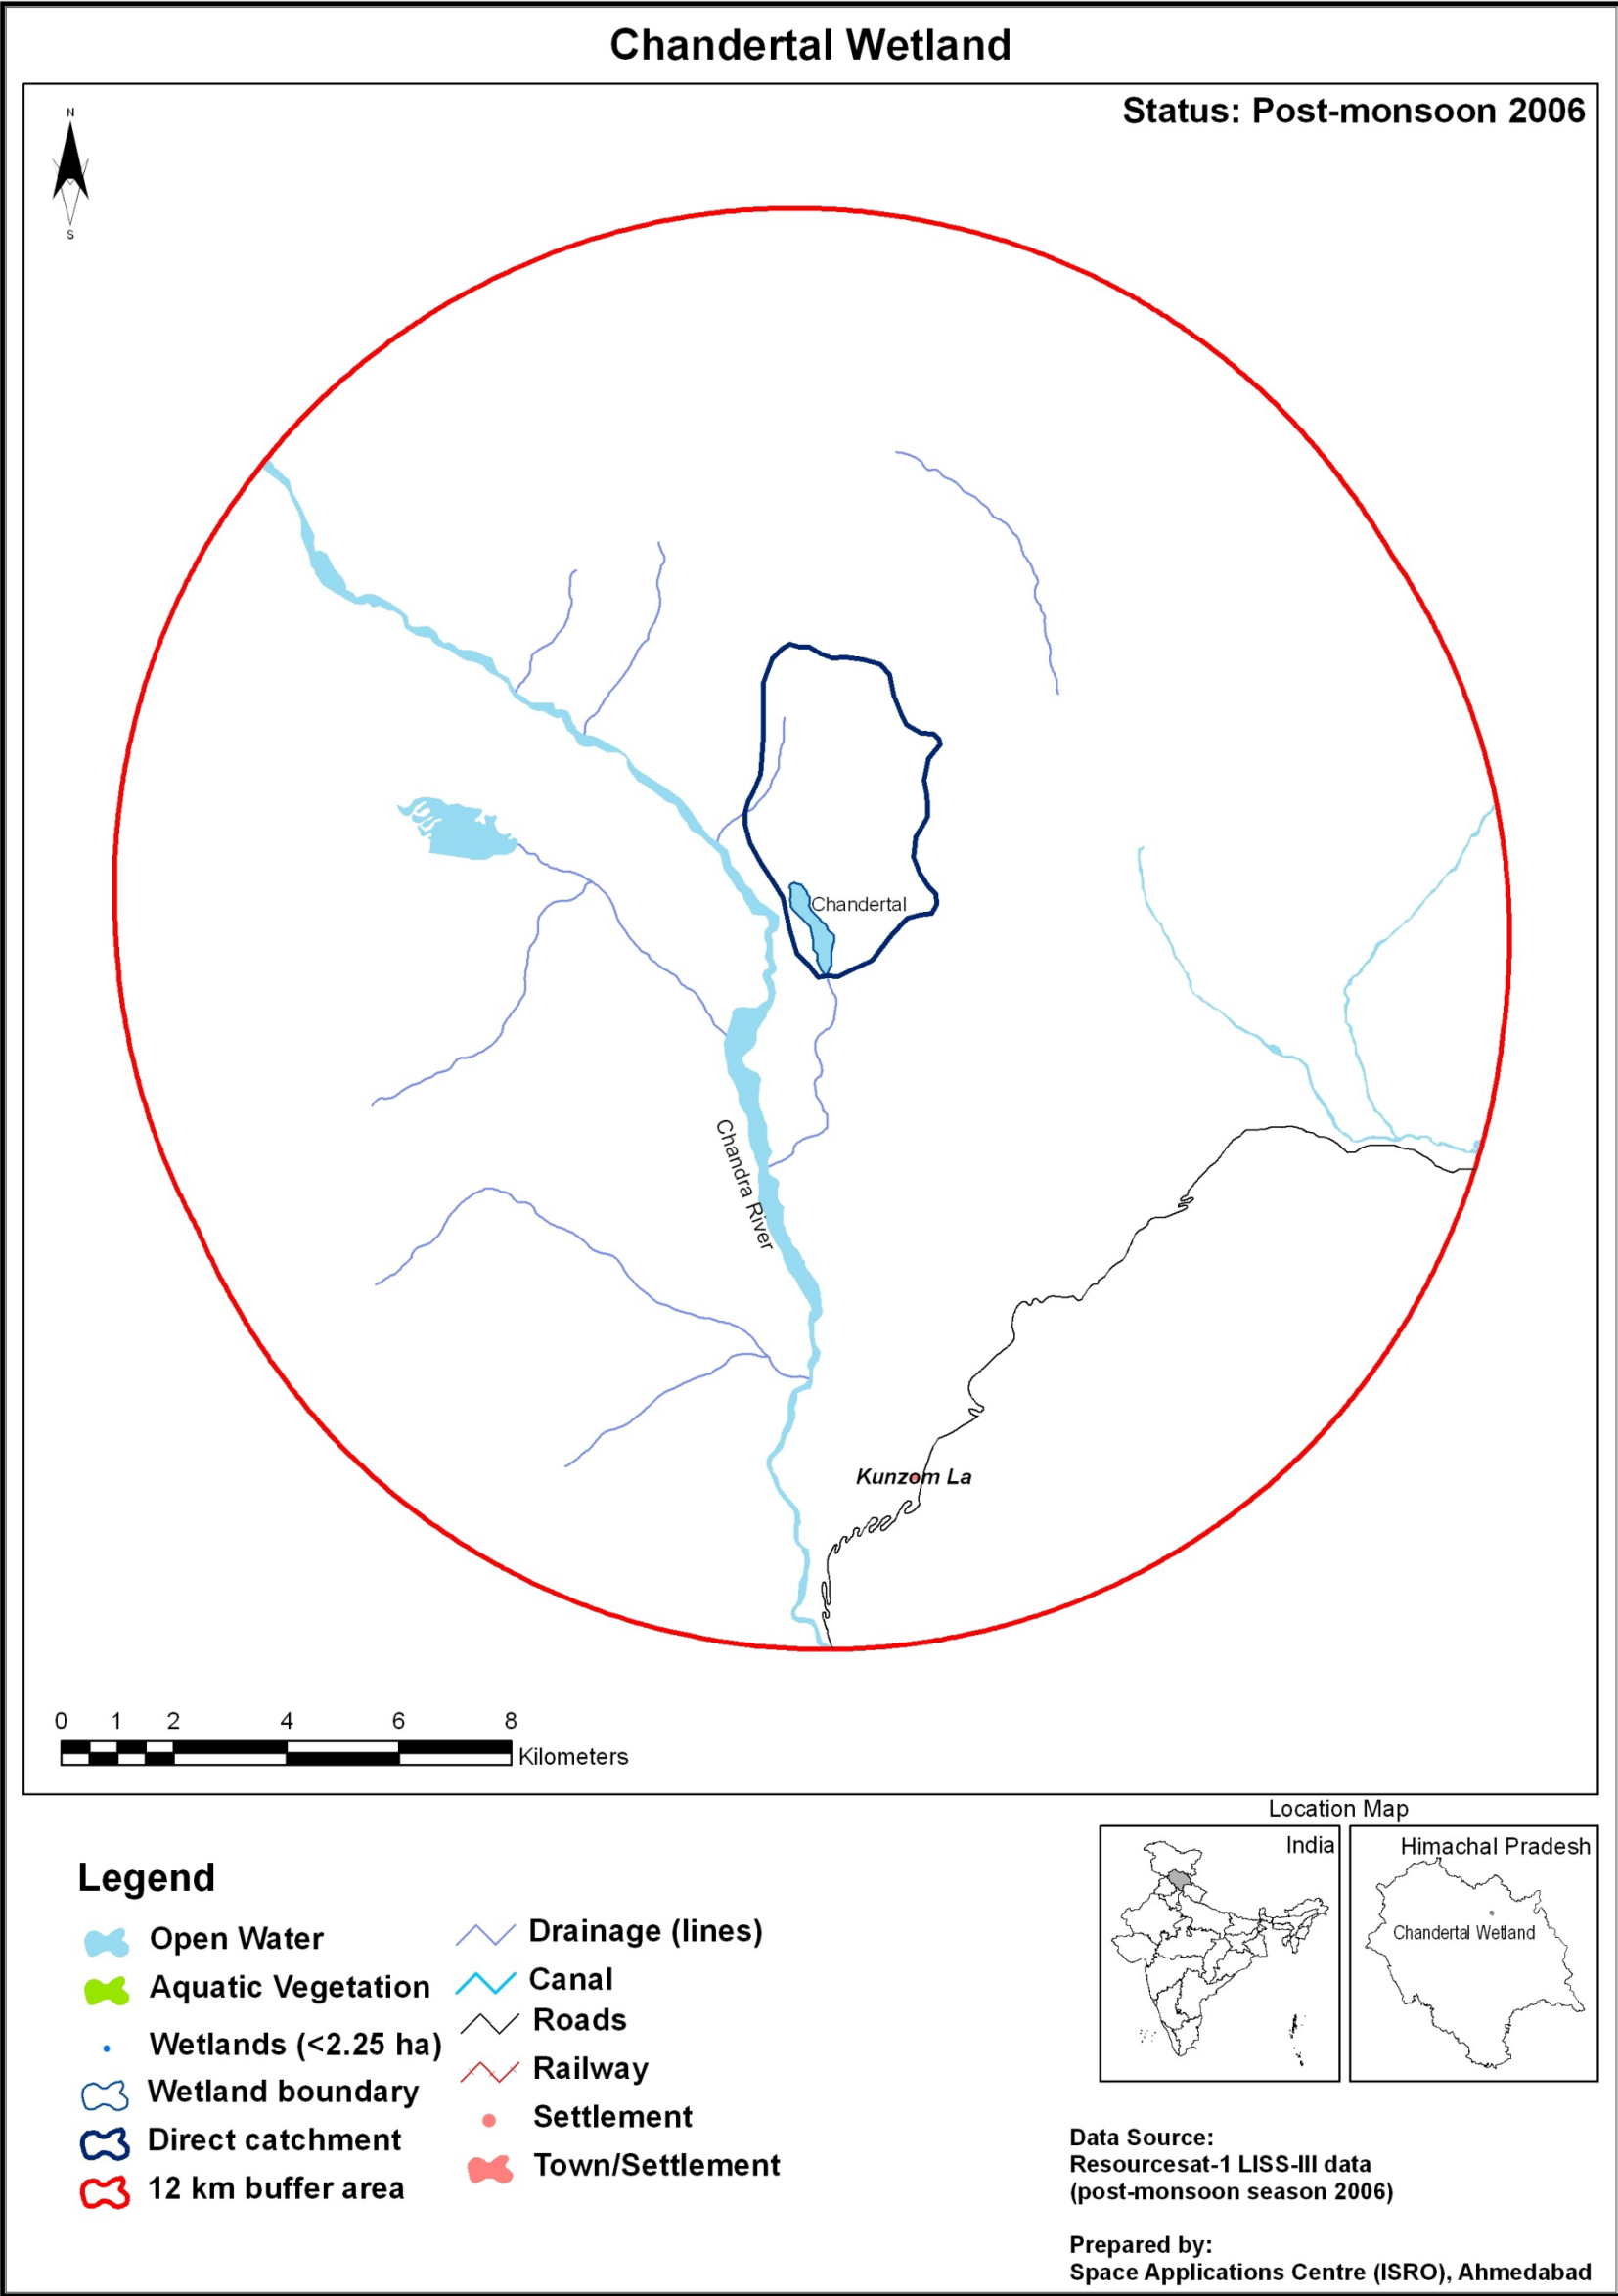 Chandertal Wetland
Status: Post-monsoon 2006
N
S
Chandertal
Chandra River
Kunzom La
0 1 2 4 6 8
Kilometers
Location Map
India
Himachal Pradesh
Chandertal Wetland
Legend
Open Water
Aquatic Vegetation
Wetlands (<2.25 ha)
Wetland boundary
Direct catchment
12 km buffer area
Drainage (lines)
Canal
Roads
Railway
Settlement
Town/Settlement
Data Source:
Resourcesat-1 LISS-III data
(post-monsoon season 2006)
Prepared by:
Space Applications Centre (ISRO), Ahmedabad